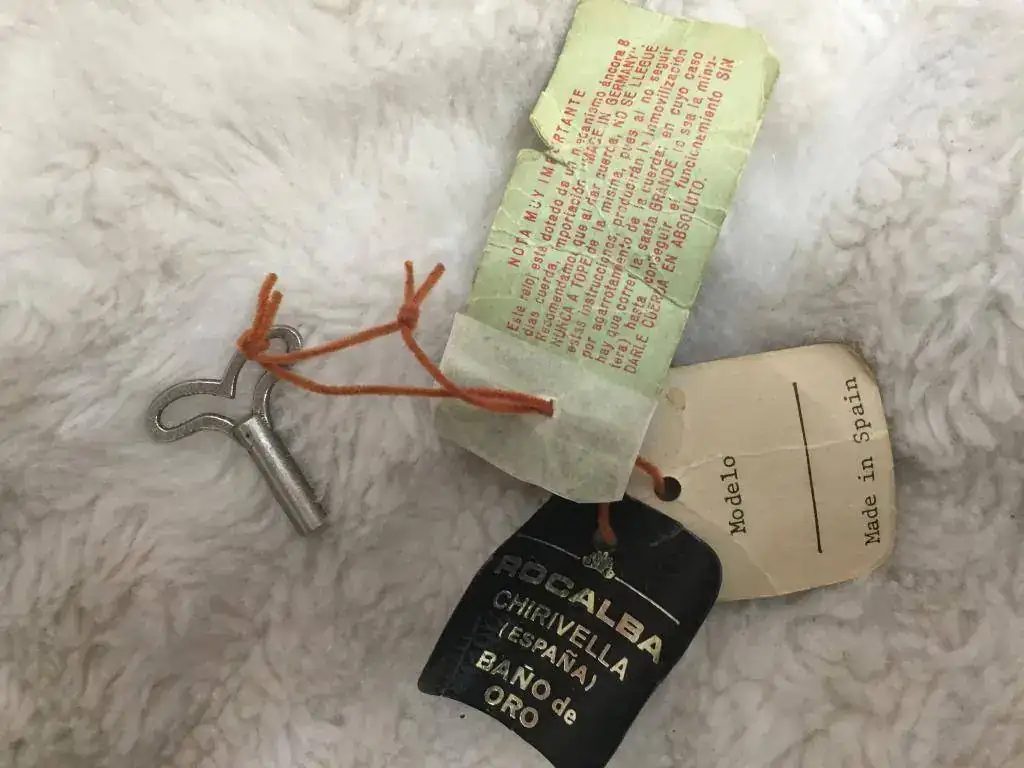 NOTA MUY IMPORTANTE
Este reloj está dotado de un mecanismo áncora 8
días cuerda, importación "MADE IN GERMANY".
Recomendamos que al dar cuerda, NO SE LLEGUE
NUNCA A TOPE de la misma, pues al no seguir
estas instrucciones, producirán la inmovilización
por agarrotamiento de la cuerda; en cuyo caso
hay que correr la saeta GRANDE (o sea la minu-
tera) hasta conseguir el funcionamiento SIN
DARLE CUERDA EN ABSOLUTO.
Modelo
Made in Spain
ROCALBA
CHIRIVELLA
(ESPAÑA)
BAÑO de
ORO